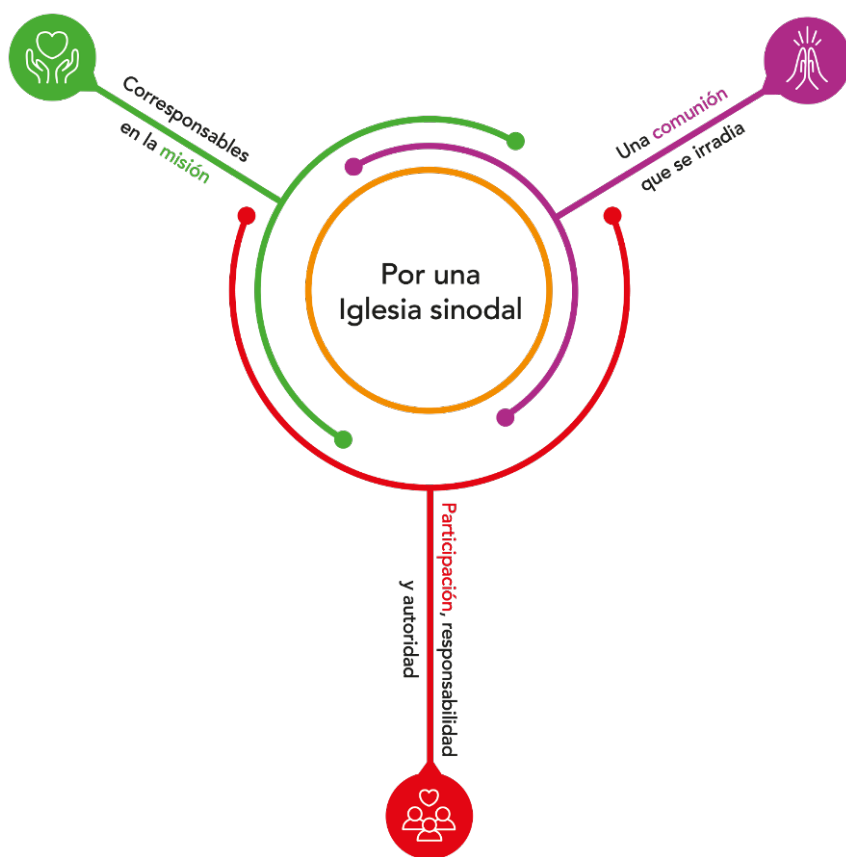 Corresponsables
en la misión
Una comunión
que se irradia
Por una
Iglesia sinodal
Participación, responsabilidad
y autoridad